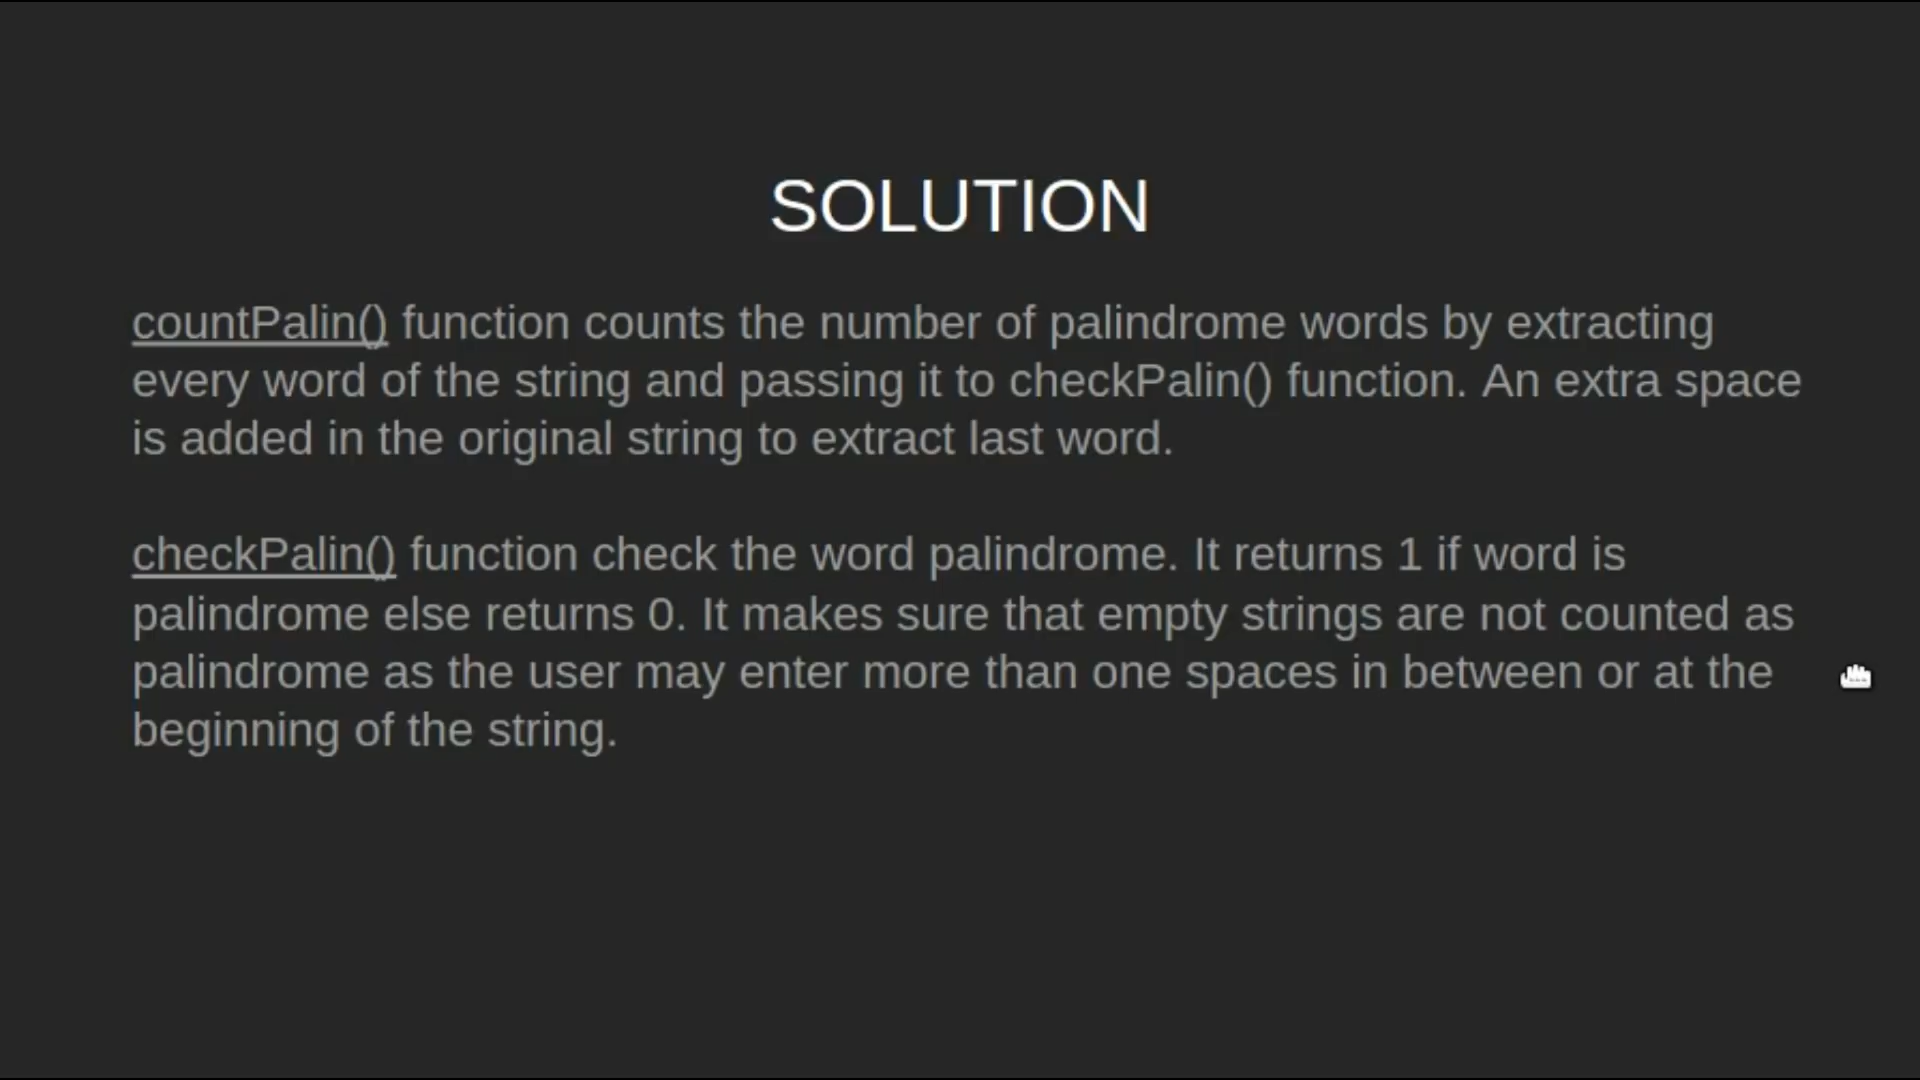 SOLUTION
countPalin() function counts the number of palindrome words by extracting
every word of the string and passing it to checkPalin() function. An extra space
is added in the original string to extract last word.
checkPalin() function check the word palindrome. It returns 1 if word is
palindrome else returns 0. It makes sure that empty strings are not counted as
palindrome as the user may enter more than one spaces in between or at the
beginning of the string.